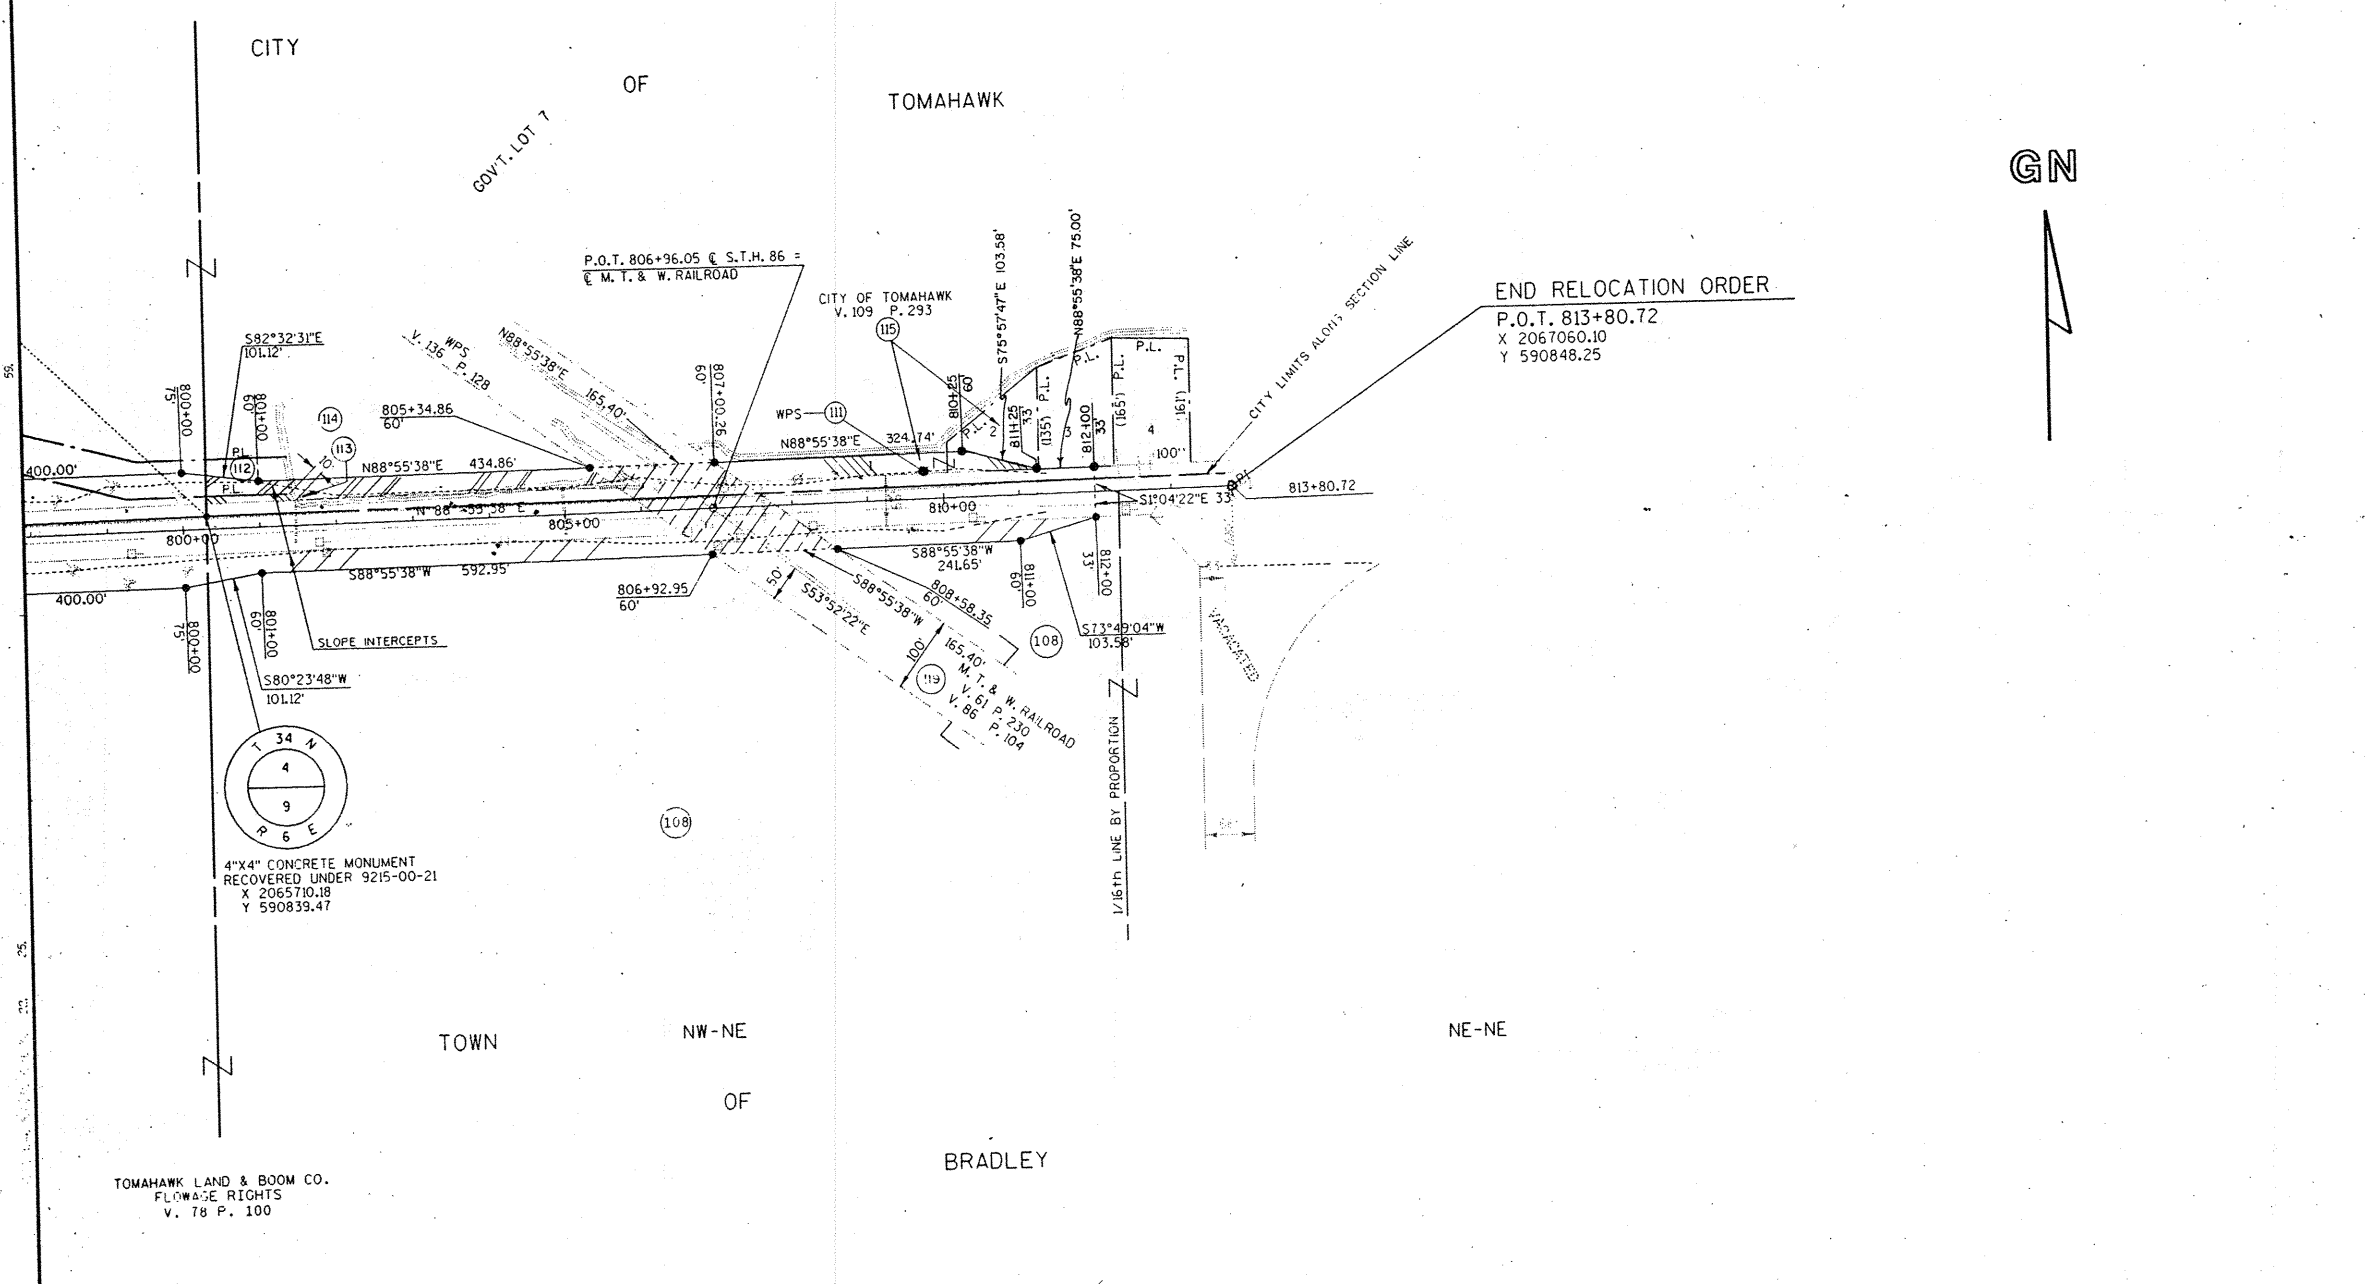 CITY
OF
TOMAHAWK
GOV'T. LOT 7
GN
P.O.T. 806+96.05 ℄ S.T.H. 86 =
℄ M. T. & W. RAILROAD
CITY OF TOMAHAWK
V. 109 P. 293
115
S75°57'47"E 103.58'
N88°55'38"E 75.00'
CITY LIMITS ALONG SECTION LINE
END RELOCATION ORDER
P.O.T. 813+80.72
X 2067060.10
Y 590848.25
S82°32'31"E
101.12'
WPS
V. 136 P. 128
N88°55'38"E
165.40'
800+00
75'
801+00
60'
114
113
112
10'
P.L.
P.L.
805+34.86
60'
807+00.26
60'
WPS
111
N88°55'38"E 324.74'
810+25
60'
P.L.
2
811+25
33'
(135') P.L.
3
P.L.
812+00
33'
(165') P.L.
P.L.
4
P.L. (191'
100'
400.00'
N88°55'38"E 434.86'
N 88°-55'38" E
800+00
805+00
810+00
S1°04'22"E 33'
813+80.72
S88°55'38"W 592.95'
400.00'
800+00
75'
801+00
60'
SLOPE INTERCEPTS
S80°23'48"W
101.12'
806+92.95
60'
50'
S53°52'22"E
S88°55'38"W
165.40'
808+58.35
60'
S88°55'38"W
241.65'
811+00
60'
812+00
33'
S73°49'04"W
103.58'
108
100'
119
M. T. & W. RAILROAD
V. 61 P. 230
V. 86 P. 104
VACATED
1/16th LINE BY PROPORTION
T 34 N
4
9
R 6 E
4"X4" CONCRETE MONUMENT
RECOVERED UNDER 9215-00-21
X 2065710.18
Y 590839.47
108
TOWN
NW-NE
NE-NE
OF
BRADLEY
TOMAHAWK LAND & BOOM CO.
FLOWAGE RIGHTS
V. 78 P. 100